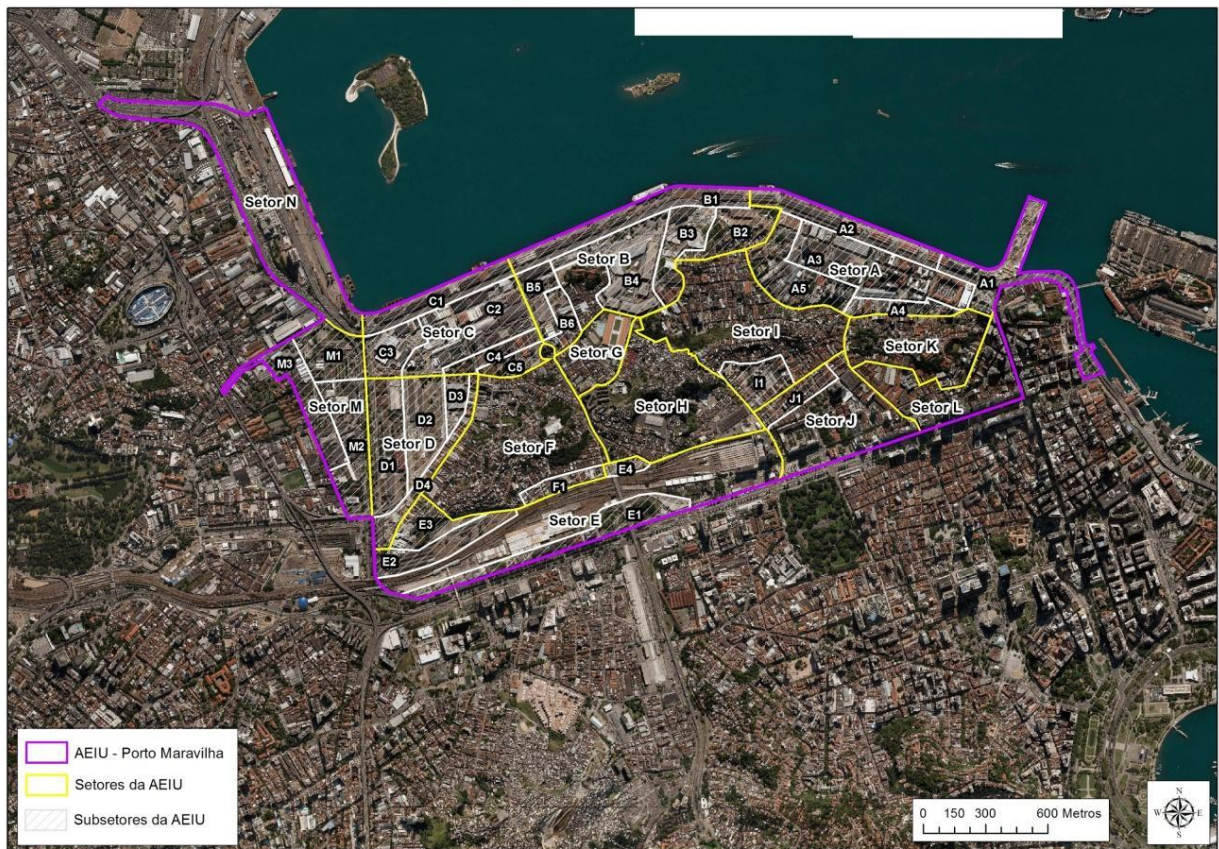 B1
B3
B2
A2
Setor N
Setor B
A3
Setor A
B5
B4
A5
A1
C1
C2
B6
A4
Setor C
Setor I
M1
C3
C4
C5
Setor G
Setor K
M3
I1
D3
J1
Setor M
D2
Setor H
Setor J
Setor L
M2
Setor D
Setor F
D1
E4
D4
F1
E3
Setor E
E1
E2
AEIU - Porto Maravilha
Setores da AEIU
Subsetores da AEIU
0 150 300 600 Metros
N
W E
S